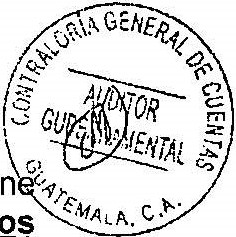 CONTRALORÍA GENERAL DE CUENTAS
AUDITOR
GUBERNAMENTAL
GUATEMALA, C.A.
ne
os